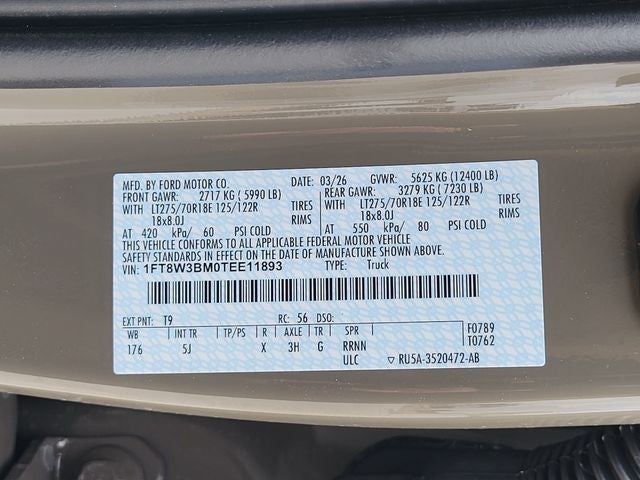 MFD. BY FORD MOTOR CO. DATE: 03/26 GVWR: 5625 KG (12400 LB)
FRONT GAWR: 2717 KG (5990 LB) REAR GAWR: 3279 KG (7230 LB)
WITH LT275/70R18E 125/122R TIRES WITH LT275/70R18E 125/122R TIRES
18x8.0J RIMS 18x8.0J RIMS
AT 420 kPa/ 60 PSI COLD AT 550 kPa/ 80 PSI COLD
THIS VEHICLE CONFORMS TO ALL APPLICABLE FEDERAL MOTOR VEHICLE
SAFETY STANDARDS IN EFFECT ON THE DATE OF MANUFACTURE SHOWN ABOVE.
VIN: 1FT8W3BM0TEE11893 TYPE: Truck
EXT PNT: T9 RC: 56 DSO: F0789
WB INT TR TP/PS R AXLE TR SPR T0762
176 5J X 3H G RRNN
ULC ▽ RU5A-3520472-AB